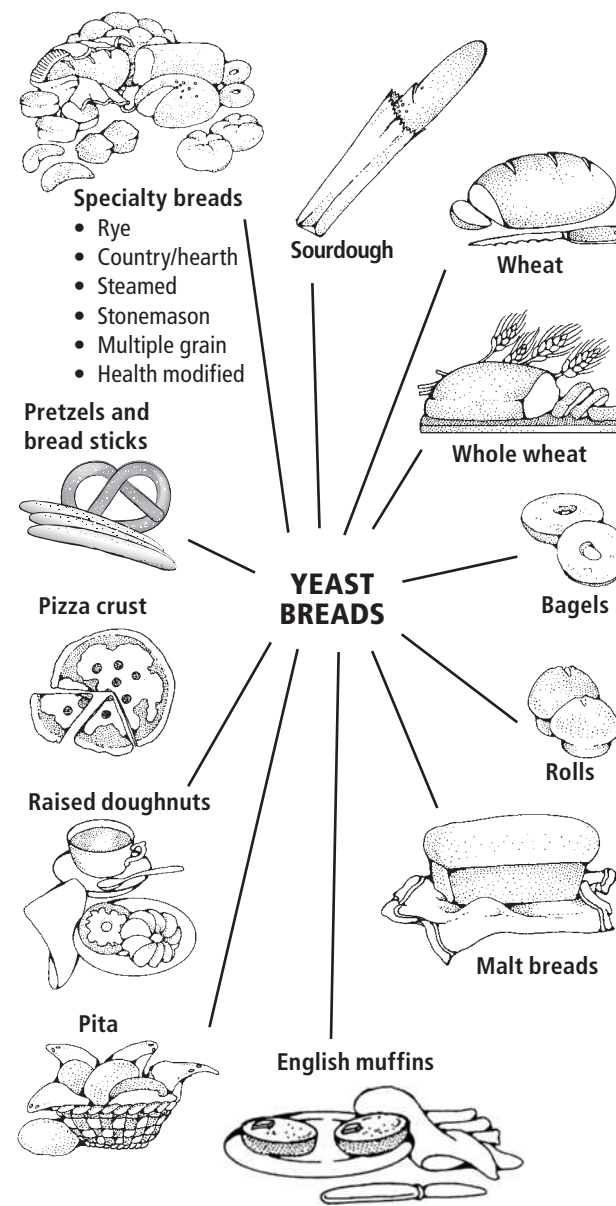 Specialty breads
• Rye
• Country/hearth
• Steamed
• Stonemason
• Multiple grain
• Health modified
Sourdough
Wheat
Whole wheat
Pretzels and
bread sticks
YEAST
BREADS
Bagels
Pizza crust
Rolls
Raised doughnuts
Malt breads
Pita
English muffins